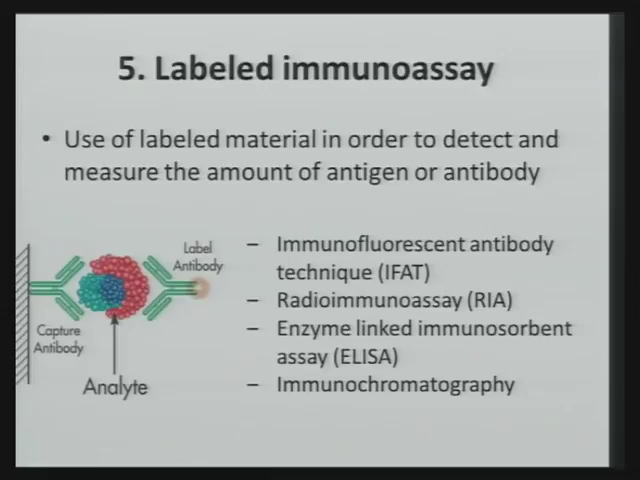 5. Labeled immunoassay
• Use of labeled material in order to detect and
measure the amount of antigen or antibody
Label
Antibody
Capture
Antibody
Analyte
– Immunofluorescent antibody
technique (IFAT)
– Radioimmunoassay (RIA)
– Enzyme linked immunosorbent
assay (ELISA)
– Immunochromatography